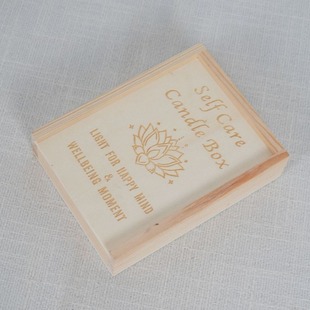 Self Care
Candle Box
LIGHT FOR HAPPY MIND
&
WELLBEING MOMENT